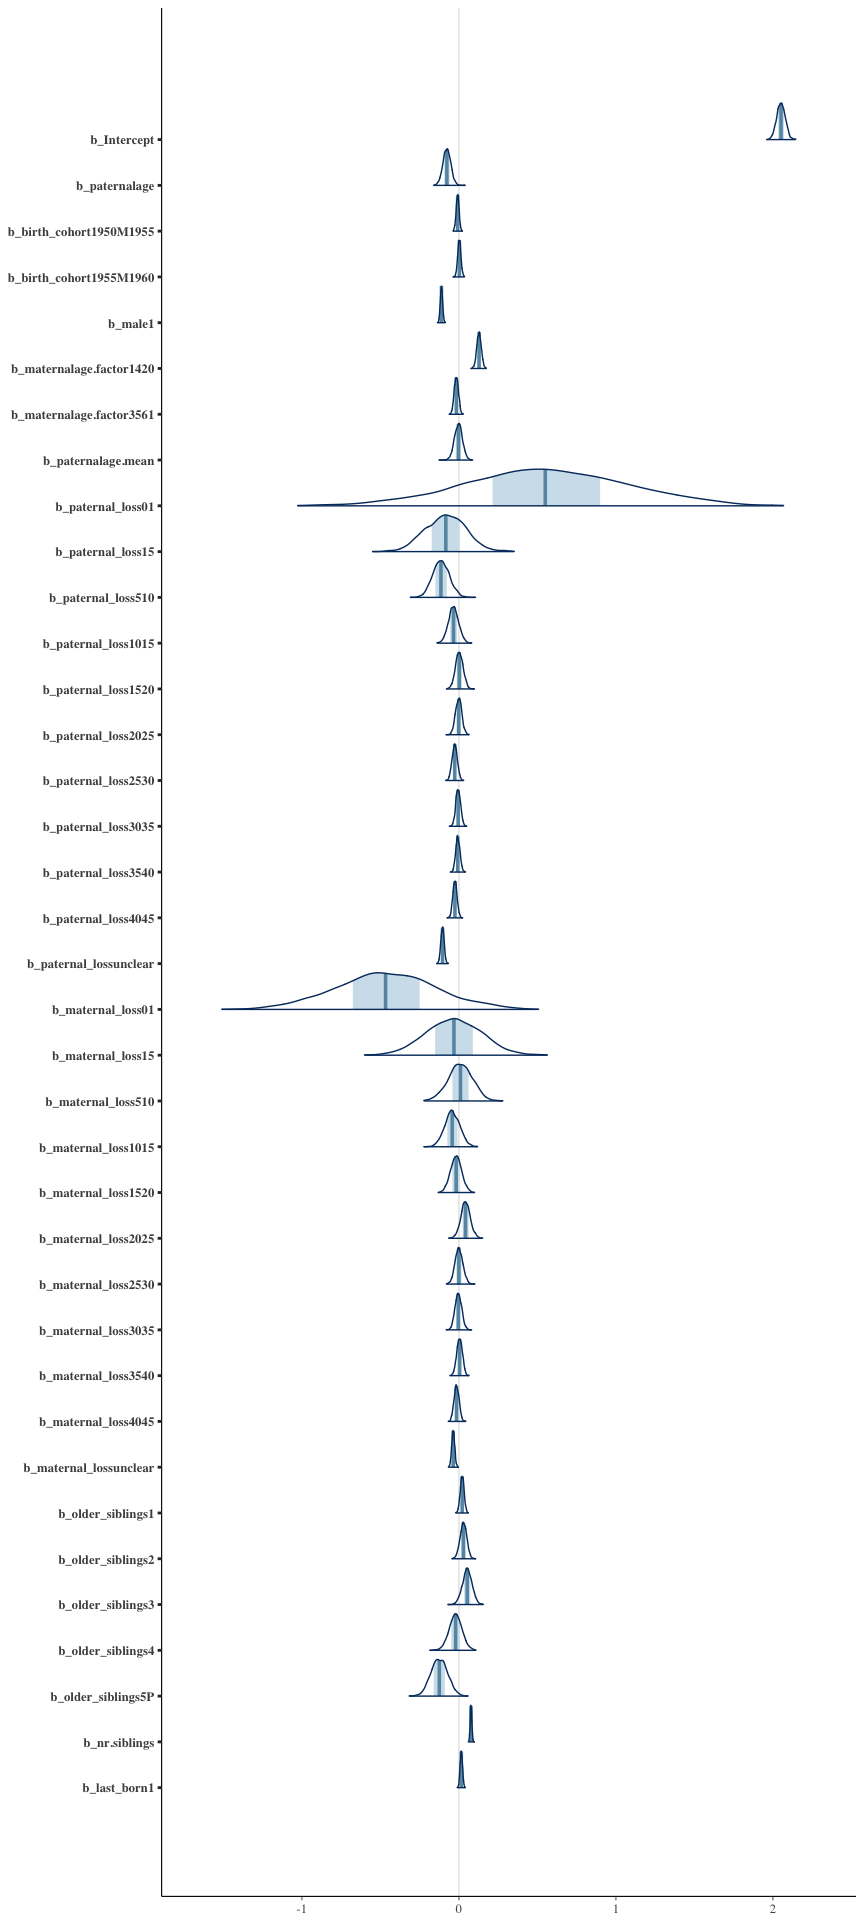 b_Intercept
b_paternalage
b_birth_cohort1950M1955
b_birth_cohort1955M1960
b_male1
b_maternalage.factor1420
b_maternalage.factor3561
b_paternalage.mean
b_paternal_loss01
b_paternal_loss15
b_paternal_loss510
b_paternal_loss1015
b_paternal_loss1520
b_paternal_loss2025
b_paternal_loss2530
b_paternal_loss3035
b_paternal_loss3540
b_paternal_loss4045
b_paternal_lossunclear
b_maternal_loss01
b_maternal_loss15
b_maternal_loss510
b_maternal_loss1015
b_maternal_loss1520
b_maternal_loss2025
b_maternal_loss2530
b_maternal_loss3035
b_maternal_loss3540
b_maternal_loss4045
b_maternal_lossunclear
b_older_siblings1
b_older_siblings2
b_older_siblings3
b_older_siblings4
b_older_siblings5P
b_nr.siblings
b_last_born1
-1 0 1 2